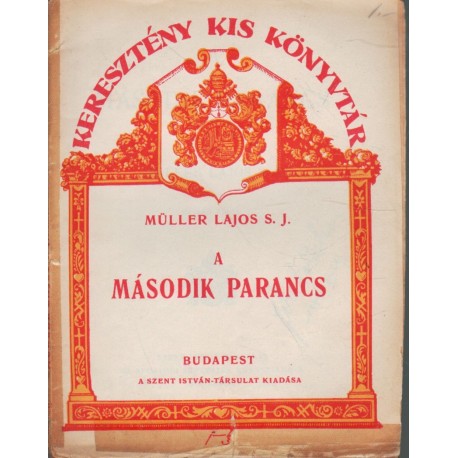 KERESZTÉNY KIS KÖNYVTÁR
MÜLLER LAJOS S. J.
A
MÁSODIK PARANCS
BUDAPEST
A SZENT ISTVÁN-TÁRSULAT KIADÁSA